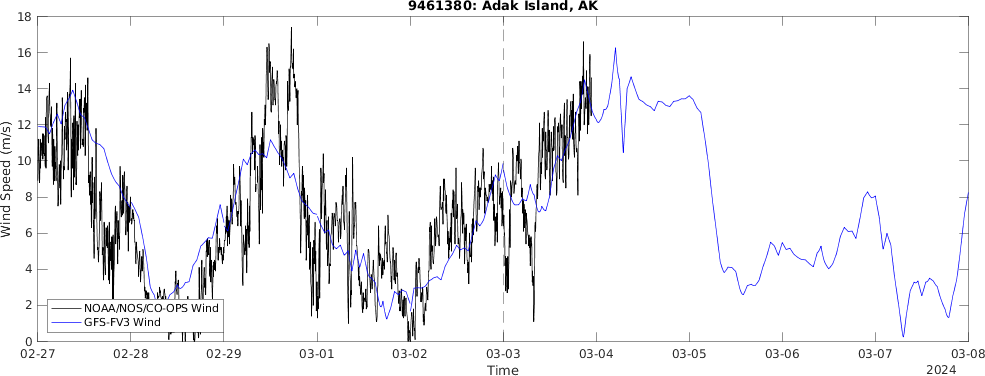 9461380: Adak Island, AK
Wind Speed (m/s)
18
16
14
12
10
8
6
4
2
0
NOAA/NOS/CO-OPS Wind
GFS-FV3 Wind
02-27 02-28 02-29 03-01 03-02 03-03 03-04 03-05 03-06 03-07 03-08
Time
2024